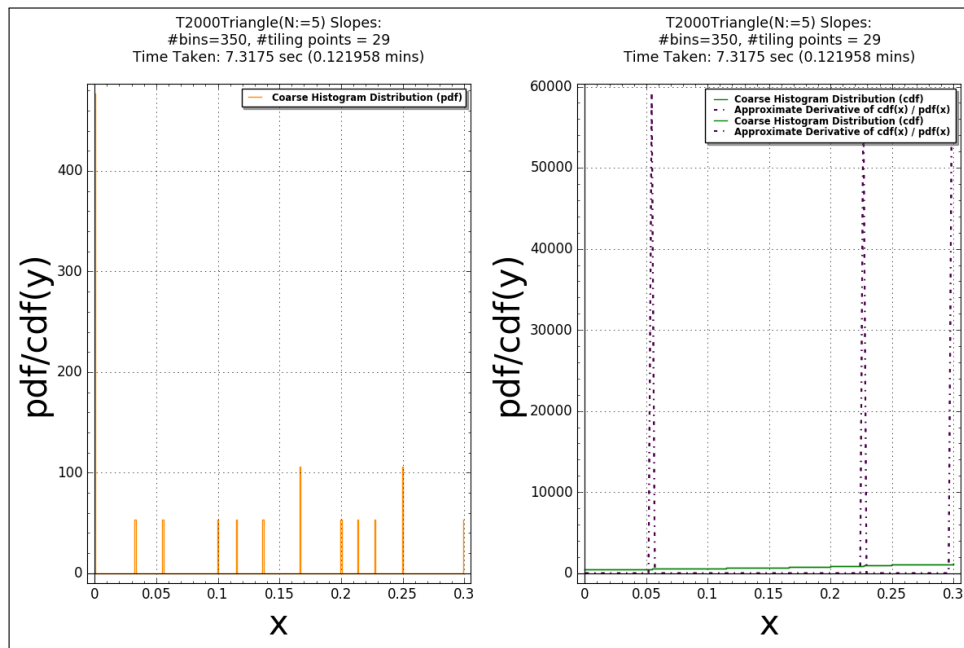 T2000Triangle(N:=5) Slopes:
#bins=350, #tiling points = 29
Time Taken: 7.3175 sec (0.121958 mins)
Coarse Histogram Distribution (pdf)
pdf/cdf(y)
400
300
200
100
0
0
0.05
0.1
0.15
0.2
0.25
0.3
x
T2000Triangle(N:=5) Slopes:
#bins=350, #tiling points = 29
Time Taken: 7.3175 sec (0.121958 mins)
Coarse Histogram Distribution (cdf)
Approximate Derivative of cdf(x) / pdf(x)
Coarse Histogram Distribution (cdf)
Approximate Derivative of cdf(x) / pdf(x)
pdf/cdf(y)
60000
50000
40000
30000
20000
10000
0
0
0.05
0.1
0.15
0.2
0.25
0.3
x